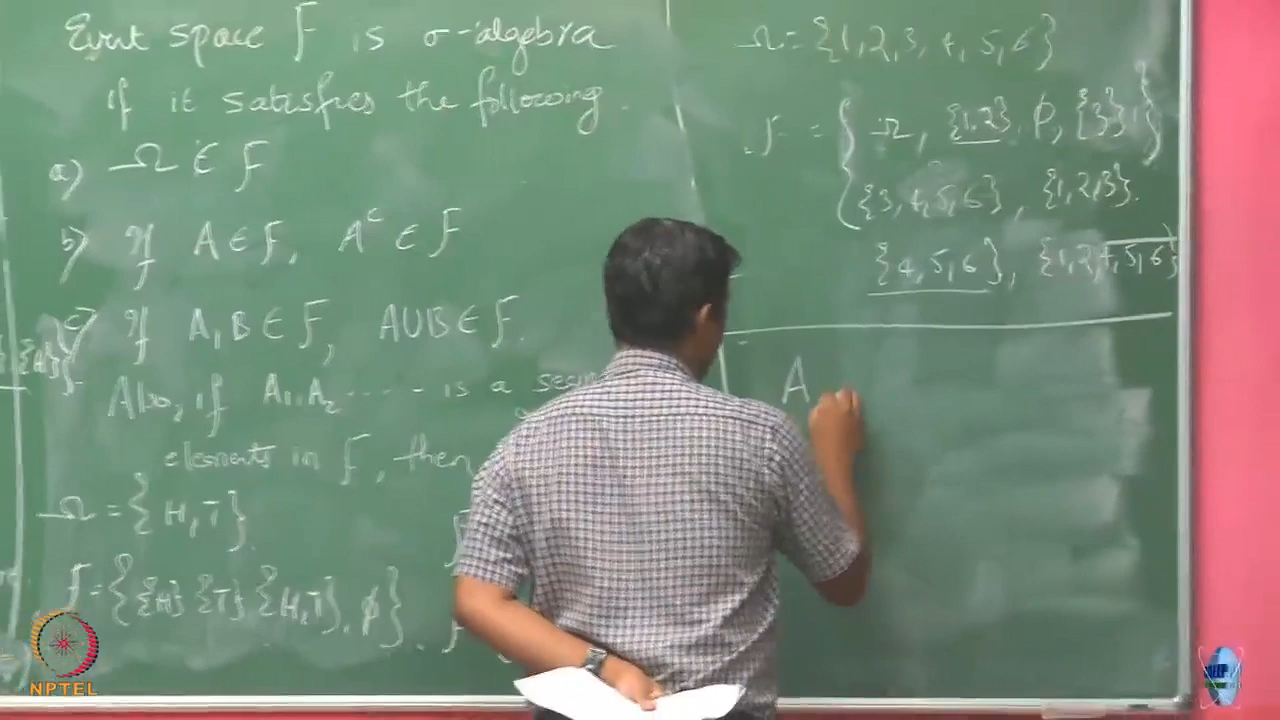 Event space F is σ-algebra
if it satisfies the following.
a) Ω ∈ F
b) If A ∈ F, Aᶜ ∈ F
c) If A, B ∈ F, A∪B ∈ F.
Also, if A₁, A₂ ---- is a
elements in F, then
Ω = {H, T}
F = {{H} {T} {H, T}, ϕ}
Ω = {1, 2, 3, 4, 5, 6}
F = { Ω, {1,2}, ϕ, {3} }
{3, 4, 5, 6}, {1, 2, 3}.
{4, 5, 6}, {1, 2, 4, 5, 6}
A
NPTEL